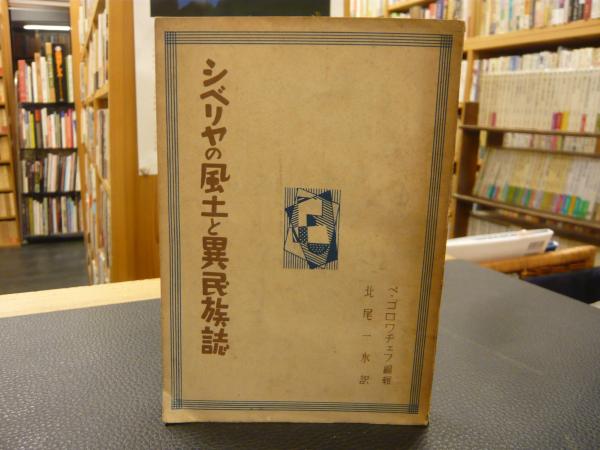 シベリヤの風土と異民族誌
ペ・ゴロワチェフ編輯
北尾一水訳